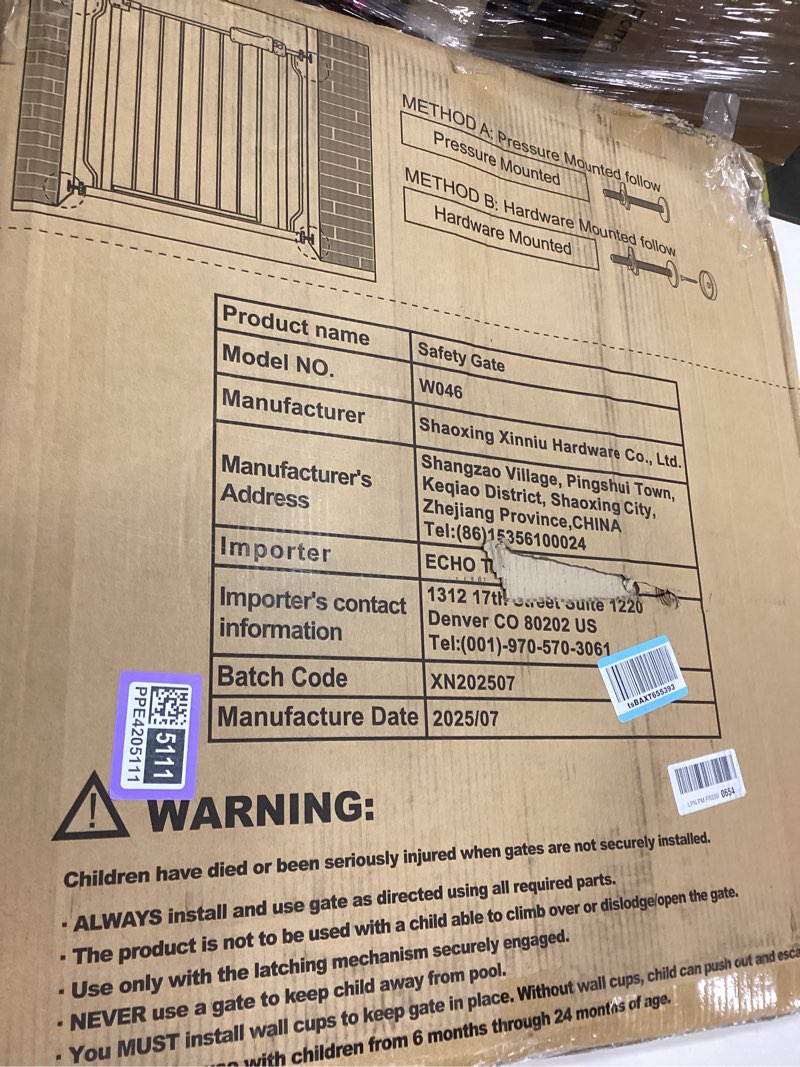 METHOD A: Pressure Mounted follow
Pressure Mounted
METHOD B: Hardware Mounted follow
Hardware Mounted
Product name
Safety Gate
Model NO.
W046
Manufacturer
Shaoxing Xinniu Hardware Co., Ltd.
Manufacturer's
Address
Shangzao Village, Pingshui Town,
Keqiao District, Shaoxing City,
Zhejiang Province,CHINA
Tel:(86)15356100024
Importer
ECHO
Importer's contact
information
1312 17th Street Suite 1220
Denver CO 80202 US
Tel:(001)-970-570-3061
Batch Code
XN202507
Manufacture Date
2025/07
tsBAXT655393
5111
PPE4205111
0654
WARNING:
Children have died or been seriously injured when gates are not securely installed.
· ALWAYS install and use gate as directed using all required parts.
· The product is not to be used with a child able to climb over or dislodge/open the gate.
· Use only with the latching mechanism securely engaged.
· NEVER use a gate to keep child away from pool.
· You MUST install wall cups to keep gate in place. Without wall cups, child can push out and
with children from 6 months through 24 months of age.